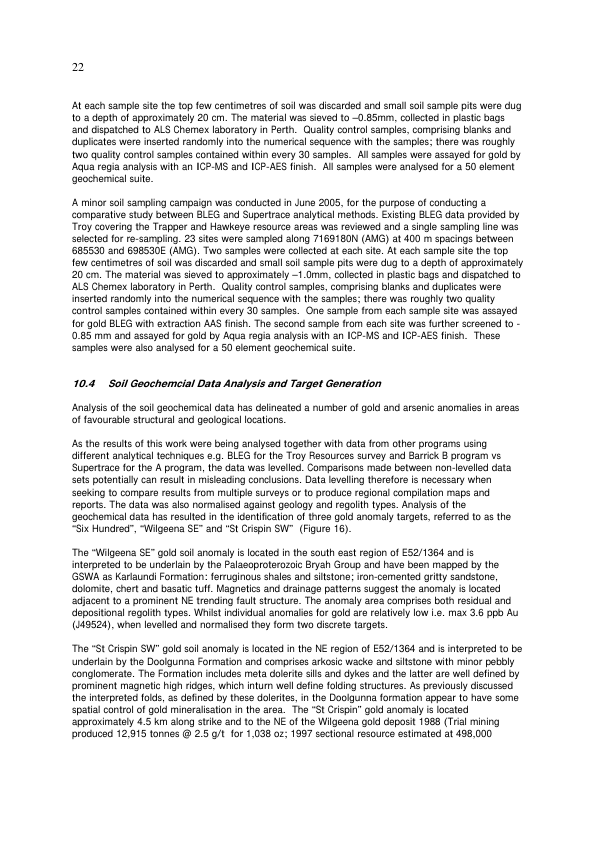 22
At each sample site the top few centimetres of soil was discarded and small soil sample pits were dug
to a depth of approximately 20 cm. The material was sieved to –0.85mm, collected in plastic bags
and dispatched to ALS Chemex laboratory in Perth.  Quality control samples, comprising blanks and
duplicates were inserted randomly into the numerical sequence with the samples; there was roughly
two quality control samples contained within every 30 samples.  All samples were assayed for gold by
Aqua regia analysis with an ICP-MS and ICP-AES finish.  All samples were analysed for a 50 element
geochemical suite.
A minor soil sampling campaign was conducted in June 2005, for the purpose of conducting a
comparative study between BLEG and Supertrace analytical methods. Existing BLEG data provided by
Troy covering the Trapper and Hawkeye resource areas was reviewed and a single sampling line was
selected for re-sampling. 23 sites were sampled along 7169180N (AMG) at 400 m spacings between
685530 and 698530E (AMG). Two samples were collected at each site. At each sample site the top
few centimetres of soil was discarded and small soil sample pits were dug to a depth of approximately
20 cm. The material was sieved to approximately –1.0mm, collected in plastic bags and dispatched to
ALS Chemex laboratory in Perth.  Quality control samples, comprising blanks and duplicates were
inserted randomly into the numerical sequence with the samples; there was roughly two quality
control samples contained within every 30 samples.  One sample from each sample site was assayed
for gold BLEG with extraction AAS finish. The second sample from each site was further screened to -
0.85 mm and assayed for gold by Aqua regia analysis with an ICP-MS and ICP-AES finish.  These
samples were also analysed for a 50 element geochemical suite.
10.4 Soil Geochemcial Data Analysis and Target Generation
Analysis of the soil geochemical data has delineated a number of gold and arsenic anomalies in areas
of favourable structural and geological locations.
As the results of this work were being analysed together with data from other programs using
different analytical techniques e.g. BLEG for the Troy Resources survey and Barrick B program vs
Supertrace for the A program, the data was levelled. Comparisons made between non-levelled data
sets potentially can result in misleading conclusions. Data levelling therefore is necessary when
seeking to compare results from multiple surveys or to produce regional compilation maps and
reports. The data was also normalised against geology and regolith types. Analysis of the
geochemical data has resulted in the identification of three gold anomaly targets, referred to as the
“Six Hundred”, “Wilgeena SE” and “St Crispin SW”  (Figure 16).
The “Wilgeena SE” gold soil anomaly is located in the south east region of E52/1364 and is
interpreted to be underlain by the Palaeoproterozoic Bryah Group and have been mapped by the
GSWA as Karlaundi Formation: ferruginous shales and siltstone; iron-cemented gritty sandstone,
dolomite, chert and basatic tuff. Magnetics and drainage patterns suggest the anomaly is located
adjacent to a prominent NE trending fault structure. The anomaly area comprises both residual and
depositional regolith types. Whilst individual anomalies for gold are relatively low i.e. max 3.6 ppb Au
(J49524), when levelled and normalised they form two discrete targets.
The “St Crispin SW” gold soil anomaly is located in the NE region of E52/1364 and is interpreted to be
underlain by the Doolgunna Formation and comprises arkosic wacke and siltstone with minor pebbly
conglomerate. The Formation includes meta dolerite sills and dykes and the latter are well defined by
prominent magnetic high ridges, which inturn well define folding structures. As previously discussed
the interpreted folds, as defined by these dolerites, in the Doolgunna formation appear to have some
spatial control of gold mineralisation in the area.  The “St Crispin” gold anomaly is located
approximately 4.5 km along strike and to the NE of the Wilgeena gold deposit 1988 (Trial mining
produced 12,915 tonnes @ 2.5 g/t  for 1,038 oz; 1997 sectional resource estimated at 498,000